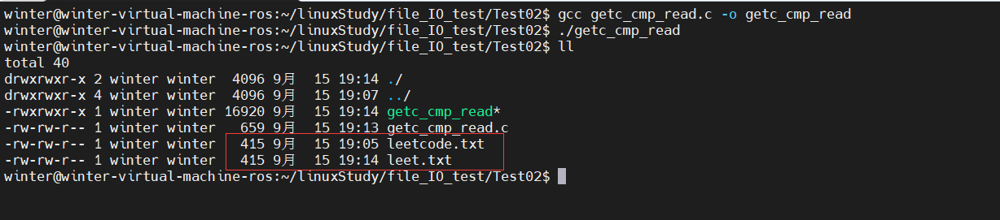 winter@winter-virtual-machine-ros:~/linuxStudy/file_IO_test/Test02$ gcc getc_cmp_read.c -o getc_cmp_read
winter@winter-virtual-machine-ros:~/linuxStudy/file_IO_test/Test02$ ./getc_cmp_read
winter@winter-virtual-machine-ros:~/linuxStudy/file_IO_test/Test02$ ll
total 40
drwxrwxr-x 2 winter winter  4096 9月  15 19:14 ./
drwxrwxr-x 4 winter winter  4096 9月  15 19:07 ../
-rwxrwxr-x 1 winter winter 16920 9月  15 19:14 getc_cmp_read*
-rw-rw-r-- 1 winter winter   659 9月  15 19:13 getc_cmp_read.c
-rw-rw-r-- 1 winter winter   415 9月  15 19:05 leetcode.txt
-rw-rw-r-- 1 winter winter   415 9月  15 19:14 leet.txt
winter@winter-virtual-machine-ros:~/linuxStudy/file_IO_test/Test02$